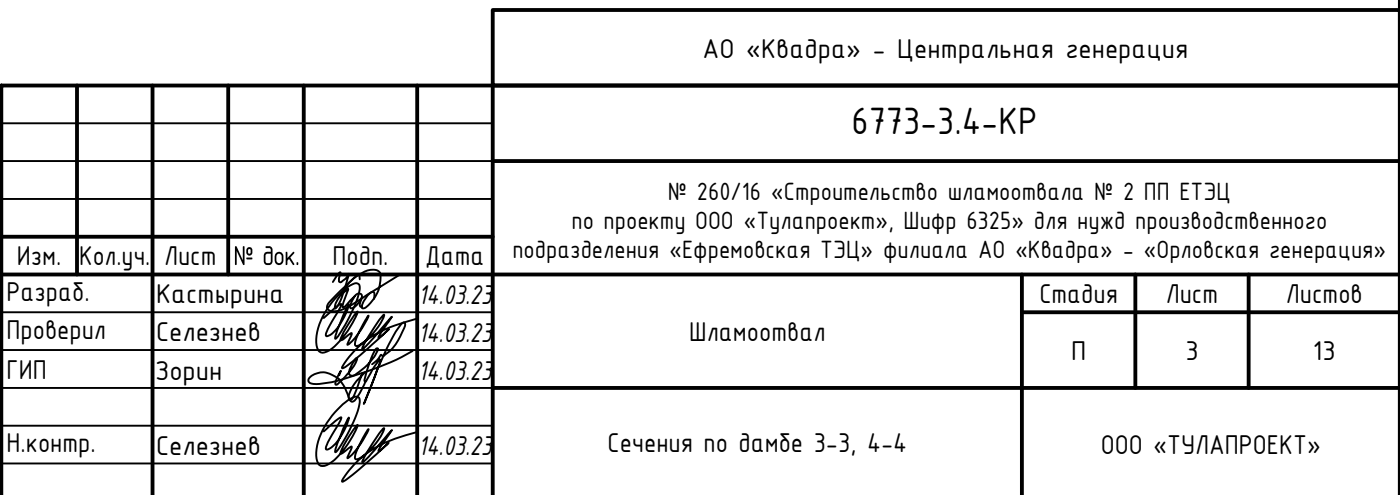 АО «Квадра» - Центральная генерация
6773-3.4-КР
№ 260/16 «Строительство шламоотвала № 2 ПП ЕТЭЦ
по проекту ООО «Тулапроект», Шифр 6325» для нужд производственного
подразделения «Ефремовская ТЭЦ» филиала АО «Квадра» - «Орловская генерация»
Изм. Кол.уч. Лист № док. Подп. Дата
Разраб. Кастырина 14.03.23
Проверил Селезнев 14.03.23
ГИП Зорин 14.03.23
Н.контр. Селезнев 14.03.23
Шламоотвал
Стадия Лист Листов
П 3 13
Сечения по дамбе 3-3, 4-4
ООО «ТУЛАПРОЕКТ»